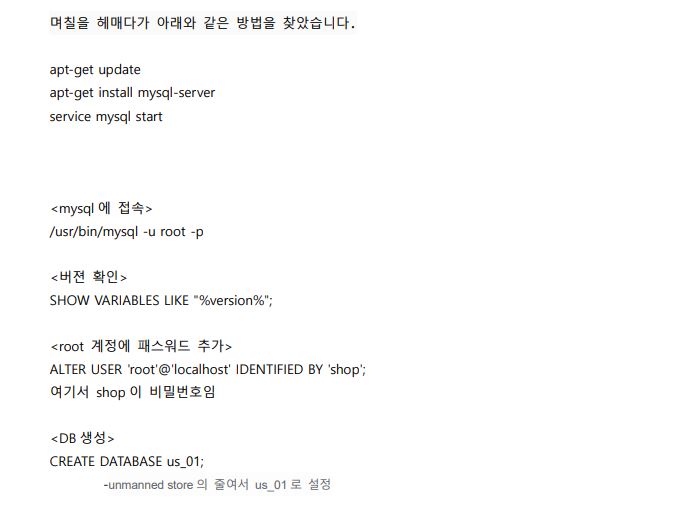 며칠을 헤매다가 아래와 같은 방법을 찾았습니다.
apt-get update
apt-get install mysql-server
service mysql start
<mysql 에 접속>
/usr/bin/mysql -u root -p
<버젼 확인>
SHOW VARIABLES LIKE "%version%";
<root 계정에 패스워드 추가>
ALTER USER 'root'@'localhost' IDENTIFIED BY 'shop';
여기서 shop 이 비밀번호임
<DB 생성>
CREATE DATABASE us_01;
-unmanned store 의 줄여서 us_01 로 설정